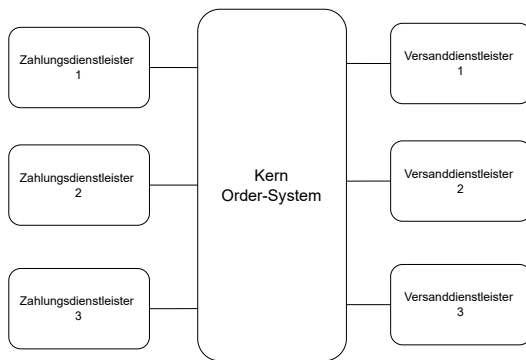 Zahlungsdienstleister
1
Zahlungsdienstleister
2
Zahlungsdienstleister
3
Kern
Order-System
Versanddienstleister
1
Versanddienstleister
2
Versanddienstleister
3